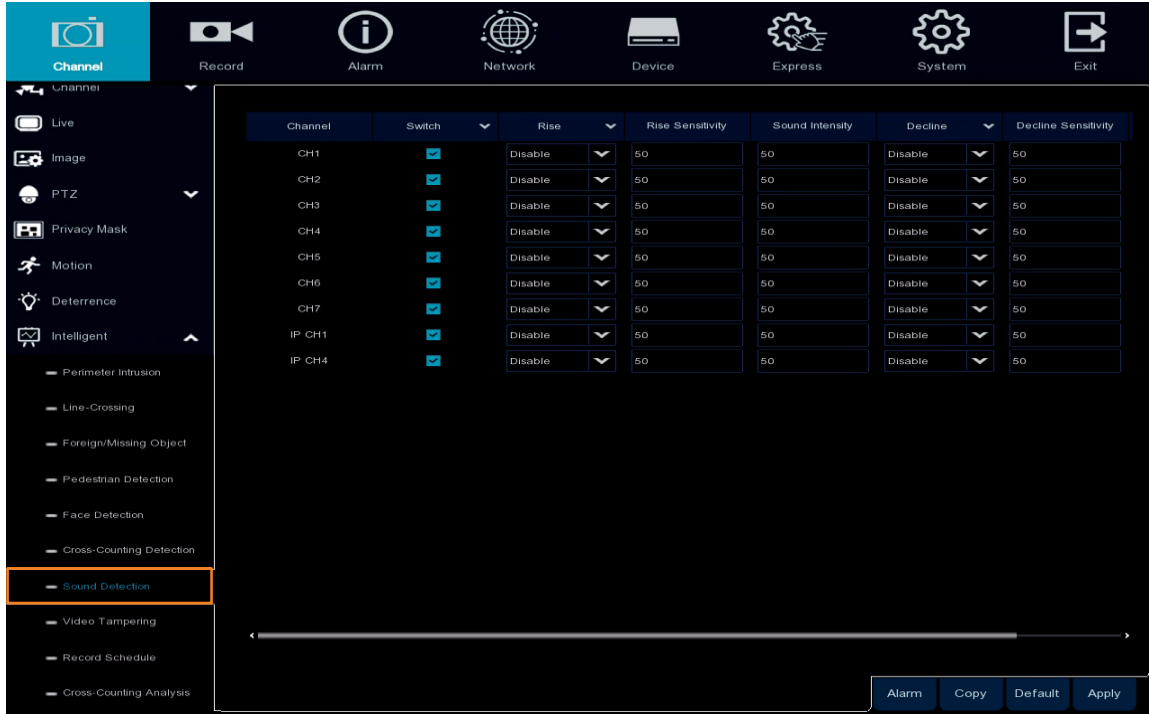 Channel Record Alarm Network Device Express System Exit
Channel
Live
Image
PTZ
Privacy Mask
Motion
Deterrence
Intelligent
Perimeter Intrusion
Line-Crossing
Foreign/Missing Object
Pedestrian Detection
Face Detection
Cross-Counting Detection
Sound Detection
Video Tampering
Record Schedule
Cross-Counting Analysis
Channel Switch Rise Rise Sensitivity Sound Intensity Decline Decline Sensitivity
CH1 Disable 50 50 Disable 50
CH2 Disable 50 50 Disable 50
CH3 Disable 50 50 Disable 50
CH4 Disable 50 50 Disable 50
CH5 Disable 50 50 Disable 50
CH6 Disable 50 50 Disable 50
CH7 Disable 50 50 Disable 50
IP CH1 Disable 50 50 Disable 50
IP CH4 Disable 50 50 Disable 50
Alarm Copy Default Apply